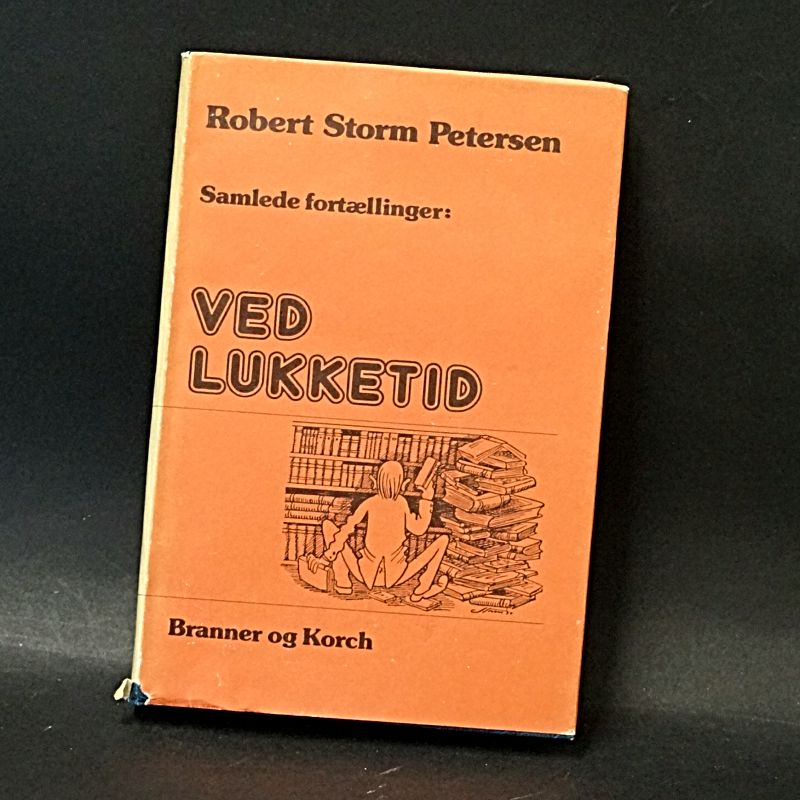 Robert Storm Petersen
Samlede fortællinger:
VED
LUKKETID
Branner og Korch